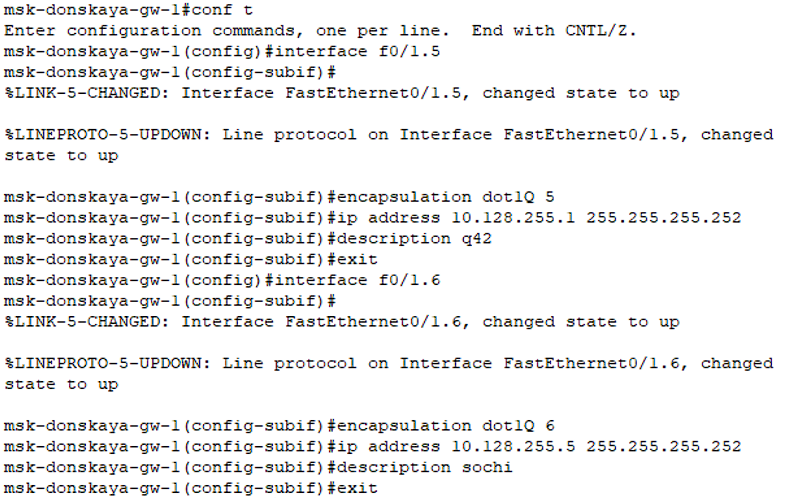 msk-donskaya-gw-1#conf t
Enter configuration commands, one per line.  End with CNTL/Z.
msk-donskaya-gw-1(config)#interface f0/1.5
msk-donskaya-gw-1(config-subif)#
%LINK-5-CHANGED: Interface FastEthernet0/1.5, changed state to up
%LINEPROTO-5-UPDOWN: Line protocol on Interface FastEthernet0/1.5, changed
state to up
msk-donskaya-gw-1(config-subif)#encapsulation dot1Q 5
msk-donskaya-gw-1(config-subif)#ip address 10.128.255.1 255.255.255.252
msk-donskaya-gw-1(config-subif)#description q42
msk-donskaya-gw-1(config-subif)#exit
msk-donskaya-gw-1(config)#interface f0/1.6
msk-donskaya-gw-1(config-subif)#
%LINK-5-CHANGED: Interface FastEthernet0/1.6, changed state to up
%LINEPROTO-5-UPDOWN: Line protocol on Interface FastEthernet0/1.6, changed
state to up
msk-donskaya-gw-1(config-subif)#encapsulation dot1Q 6
msk-donskaya-gw-1(config-subif)#ip address 10.128.255.5 255.255.255.252
msk-donskaya-gw-1(config-subif)#description sochi
msk-donskaya-gw-1(config-subif)#exit